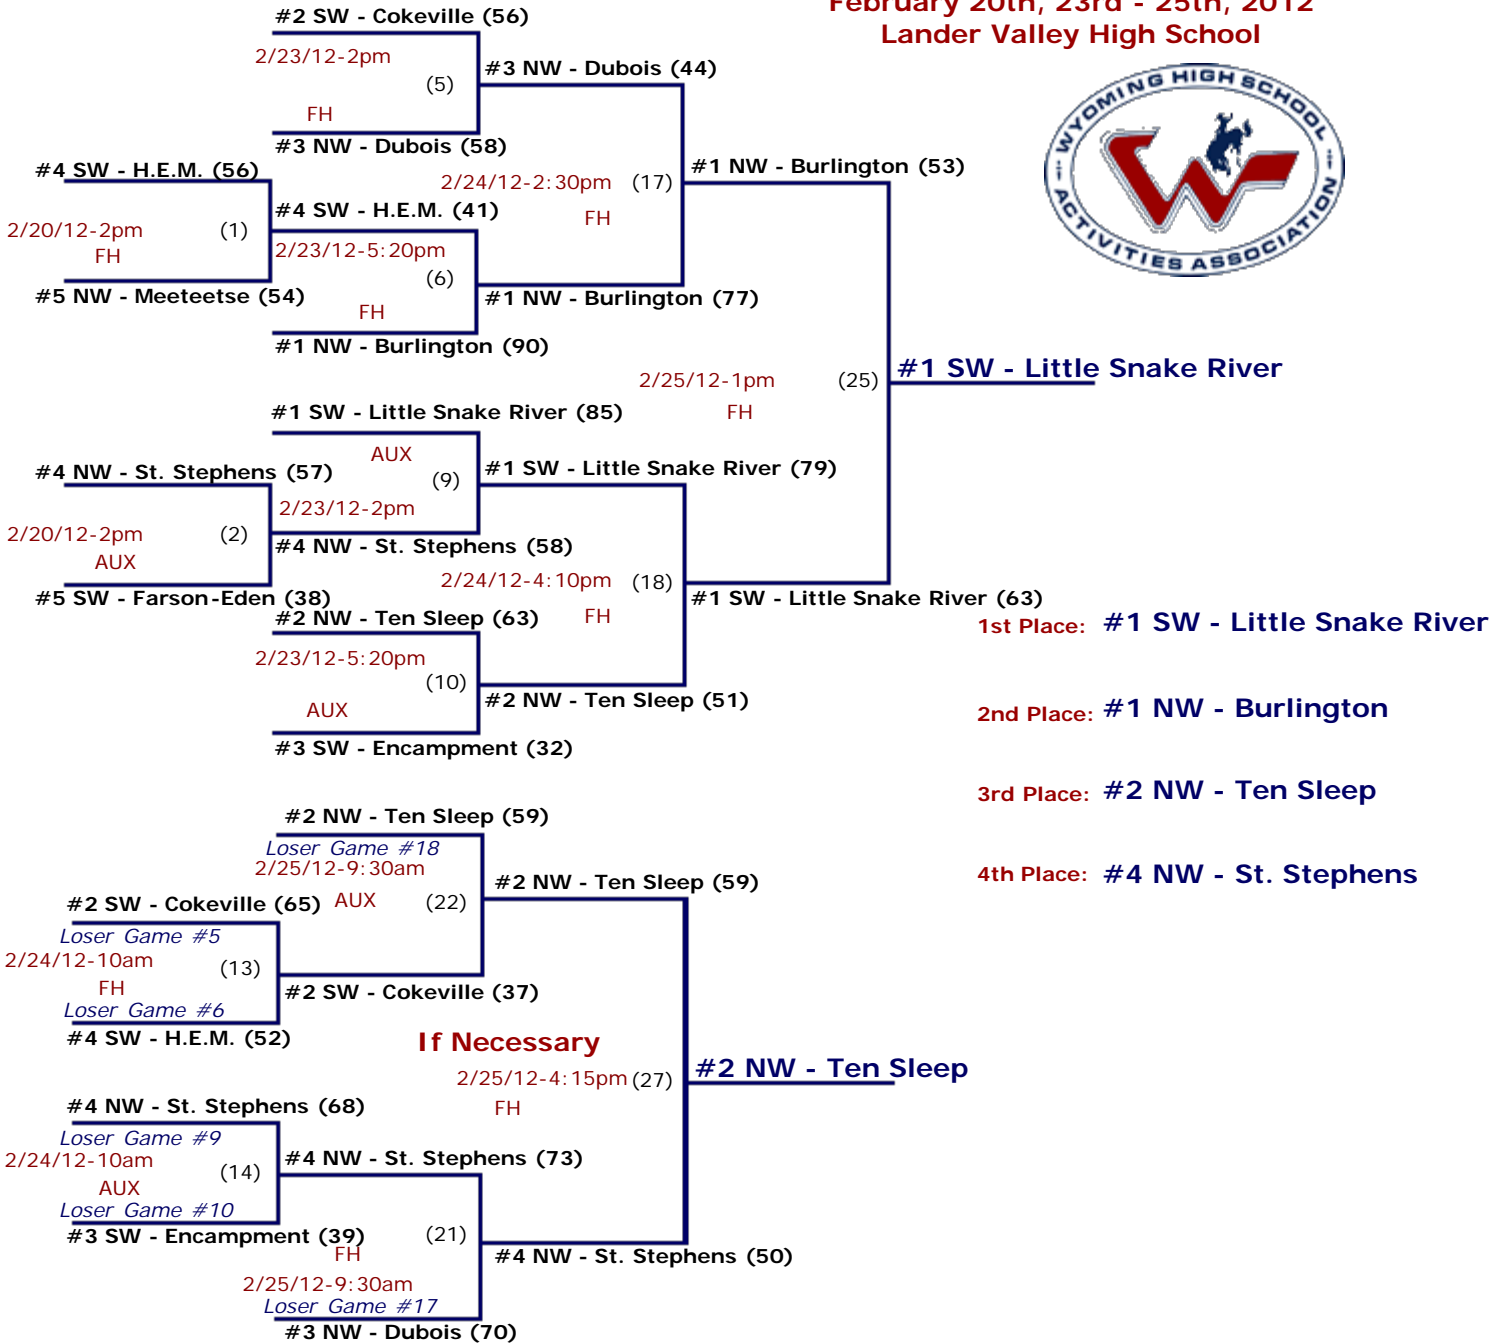 February 20th, 23rd - 25th, 2012
Lander Valley High School
WYOMING HIGH SCHOOL
ACTIVITIES ASSOCIATION
#2 SW - Cokeville (56)
2/23/12-2pm
(5)
FH
#3 NW - Dubois (58)
#3 NW - Dubois (44)
#4 SW - H.E.M. (56)
2/20/12-2pm
(1)
FH
#5 NW - Meeteetse (54)
#4 SW - H.E.M. (41)
2/23/12-5:20pm
(6)
FH
#1 NW - Burlington (90)
#1 NW - Burlington (77)
2/24/12-2:30pm (17)
FH
#1 NW - Burlington (53)
2/25/12-1pm (25)
FH
#1 SW - Little Snake River
#1 SW - Little Snake River (85)
AUX
(9)
2/23/12-2pm
#4 NW - St. Stephens (57)
2/20/12-2pm
(2)
AUX
#5 SW - Farson-Eden (38)
#4 NW - St. Stephens (58)
#1 SW - Little Snake River (79)
2/24/12-4:10pm (18)
FH
#1 SW - Little Snake River (63)
#2 NW - Ten Sleep (63)
2/23/12-5:20pm
(10)
AUX
#3 SW - Encampment (32)
#2 NW - Ten Sleep (51)
1st Place: #1 SW - Little Snake River
2nd Place: #1 NW - Burlington
3rd Place: #2 NW - Ten Sleep
4th Place: #4 NW - St. Stephens
#2 NW - Ten Sleep (59)
Loser Game #18
2/25/12-9:30am
AUX (22)
#2 NW - Ten Sleep (59)
#2 SW - Cokeville (65)
Loser Game #5
2/24/12-10am
(13)
FH
Loser Game #6
#4 SW - H.E.M. (52)
#2 SW - Cokeville (37)
If Necessary
2/25/12-4:15pm (27)
FH
#2 NW - Ten Sleep
#4 NW - St. Stephens (68)
Loser Game #9
2/24/12-10am
(14)
AUX
Loser Game #10
#3 SW - Encampment (39)
#4 NW - St. Stephens (73)
(21)
FH
2/25/12-9:30am
Loser Game #17
#3 NW - Dubois (70)
#4 NW - St. Stephens (50)